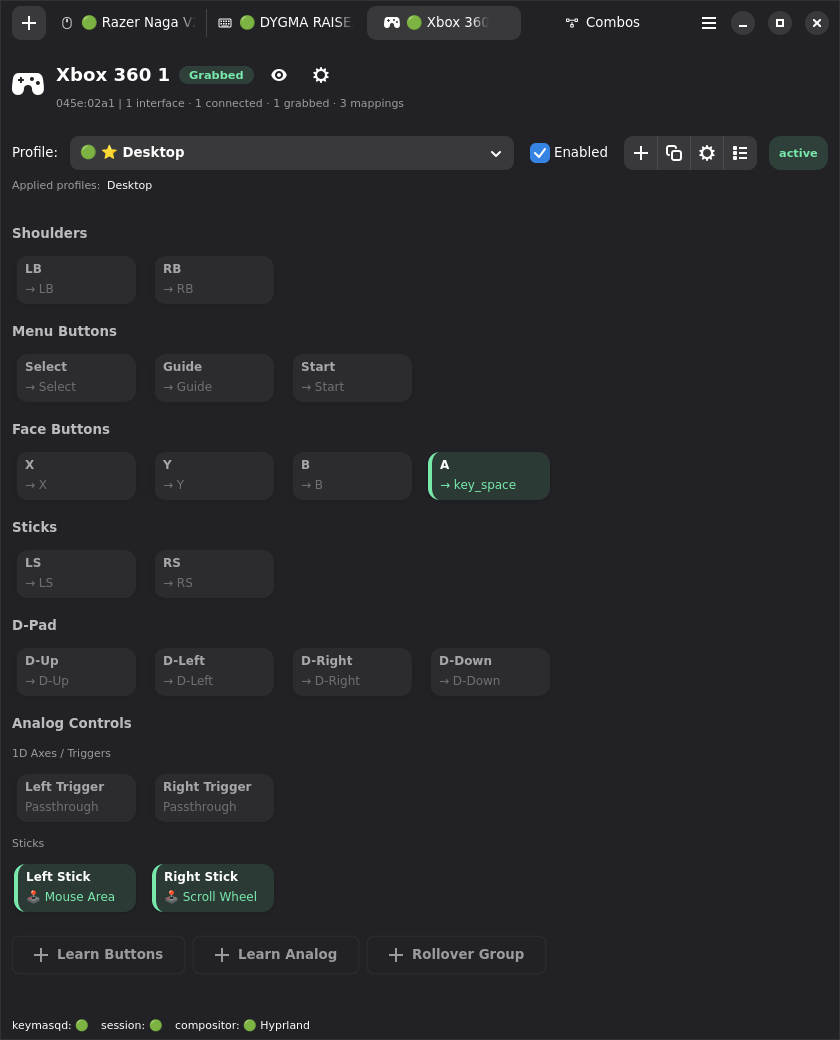 Razer Naga V
DYGMA RAISE
Xbox 360
Combos
Xbox 360 1 Grabbed
045e:02a1 | 1 interface · 1 connected · 1 grabbed · 3 mappings
Profile: Desktop Enabled active
Applied profiles: Desktop
Shoulders
LB RB
→ LB → RB
Menu Buttons
Select Guide Start
→ Select → Guide → Start
Face Buttons
X Y B A
→ X → Y → B → key_space
Sticks
LS RS
→ LS → RS
D-Pad
D-Up D-Left D-Right D-Down
→ D-Up → D-Left → D-Right → D-Down
Analog Controls
1D Axes / Triggers
Left Trigger Right Trigger
Passthrough Passthrough
Sticks
Left Stick Right Stick
Mouse Area Scroll Wheel
Learn Buttons Learn Analog Rollover Group
keymasqd: session: compositor: Hyprland